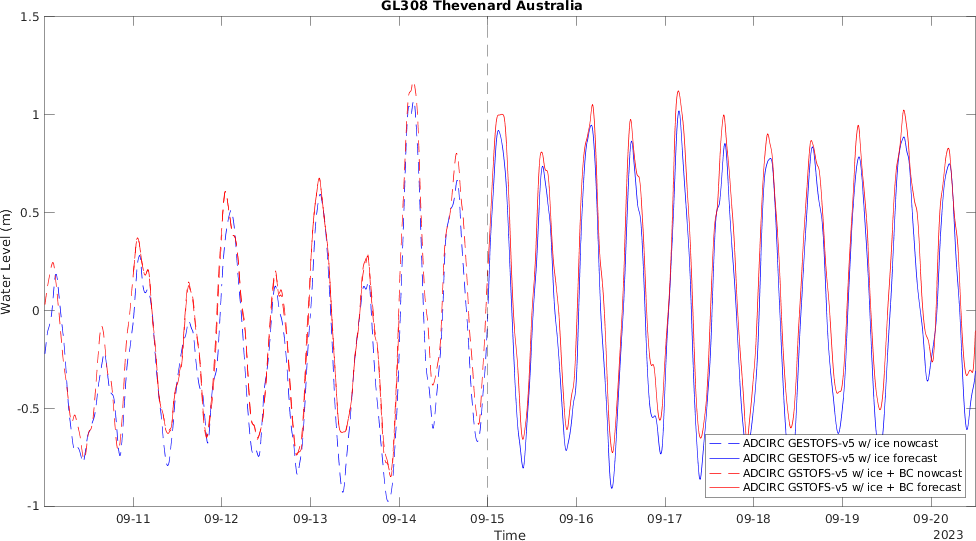 GL308 Thevenard Australia
1.5
1
0.5
0
-0.5
-1
Water Level (m)
09-11 09-12 09-13 09-14 09-15 09-16 09-17 09-18 09-19 09-20
Time
2023
ADCIRC GESTOFS-v5 w/ ice nowcast
ADCIRC GESTOFS-v5 w/ ice forecast
ADCIRC GSTOFS-v5 w/ ice + BC nowcast
ADCIRC GSTOFS-v5 w/ ice + BC forecast